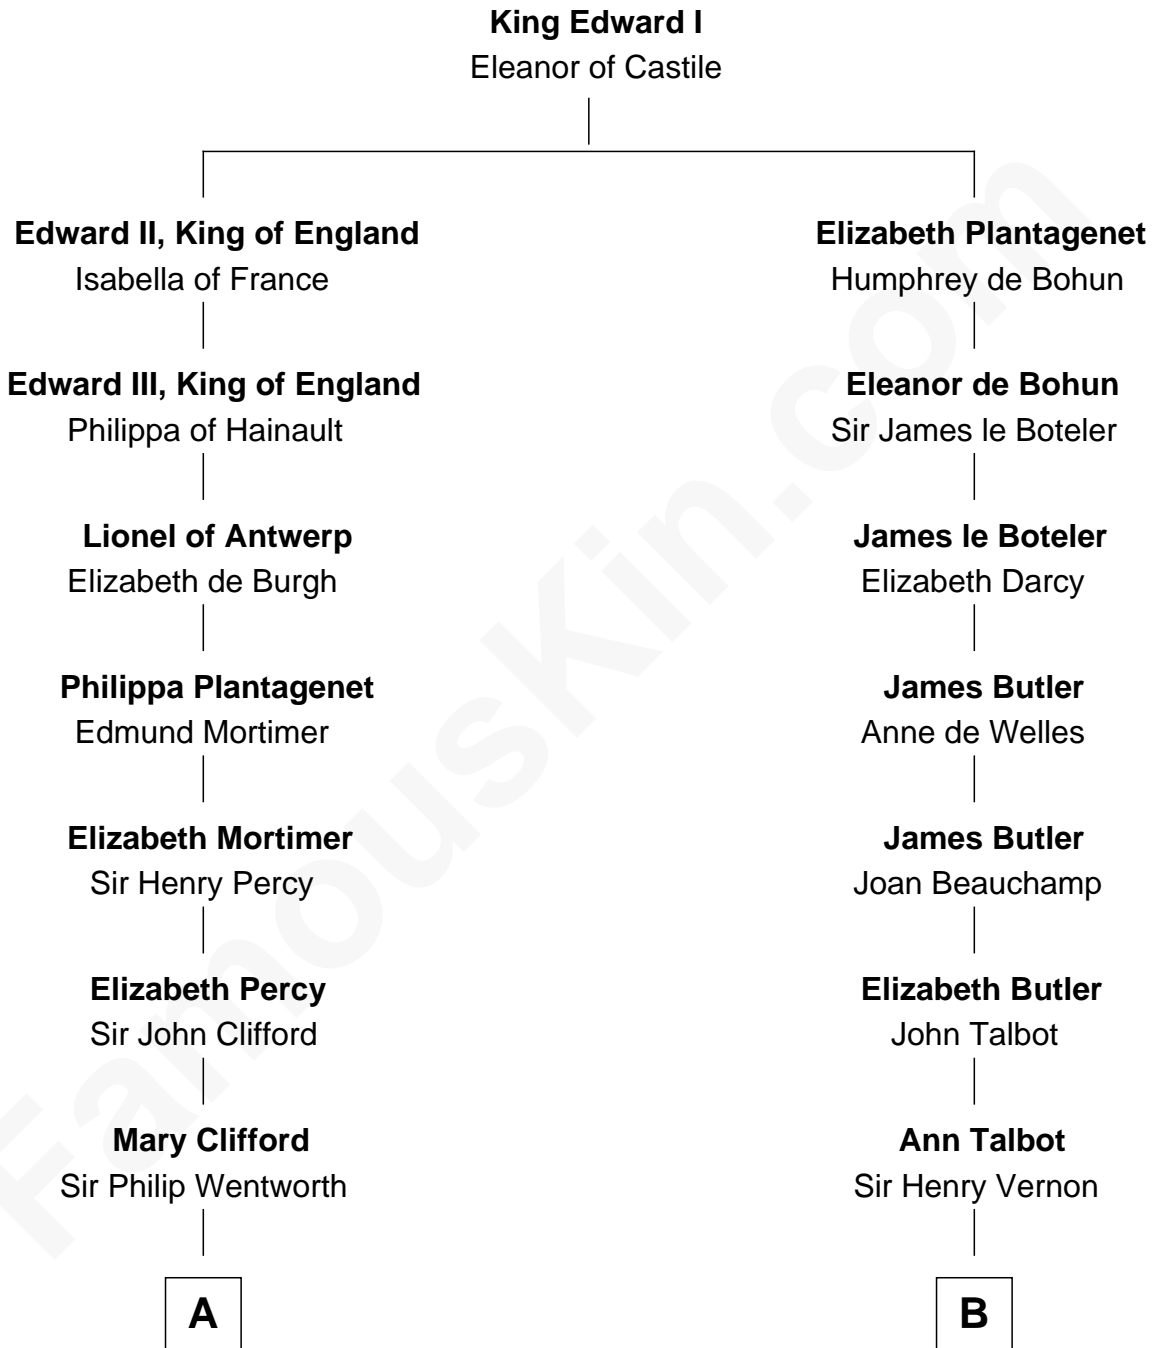 King Edward I
Eleanor of Castile
Edward II, King of England
Isabella of France
Elizabeth Plantagenet
Humphrey de Bohun
Edward III, King of England
Philippa of Hainault
Eleanor de Bohun
Sir James le Boteler
Lionel of Antwerp
Elizabeth de Burgh
James le Boteler
Elizabeth Darcy
Philippa Plantagenet
Edmund Mortimer
James Butler
Anne de Welles
Elizabeth Mortimer
Sir Henry Percy
James Butler
Joan Beauchamp
Elizabeth Percy
Sir John Clifford
Elizabeth Butler
John Talbot
Mary Clifford
Sir Philip Wentworth
Ann Talbot
Sir Henry Vernon
A
B
FamousKin.com